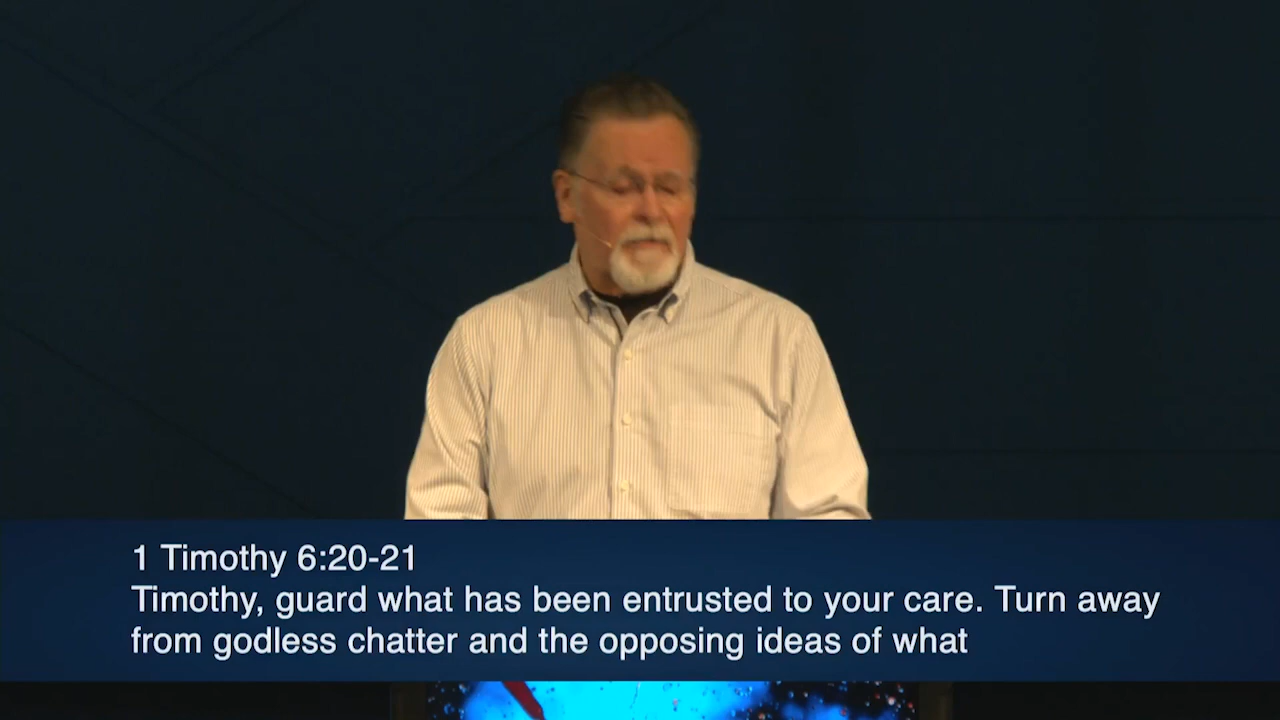 1 Timothy 6:20-21
Timothy, guard what has been entrusted to your care. Turn away
from godless chatter and the opposing ideas of what